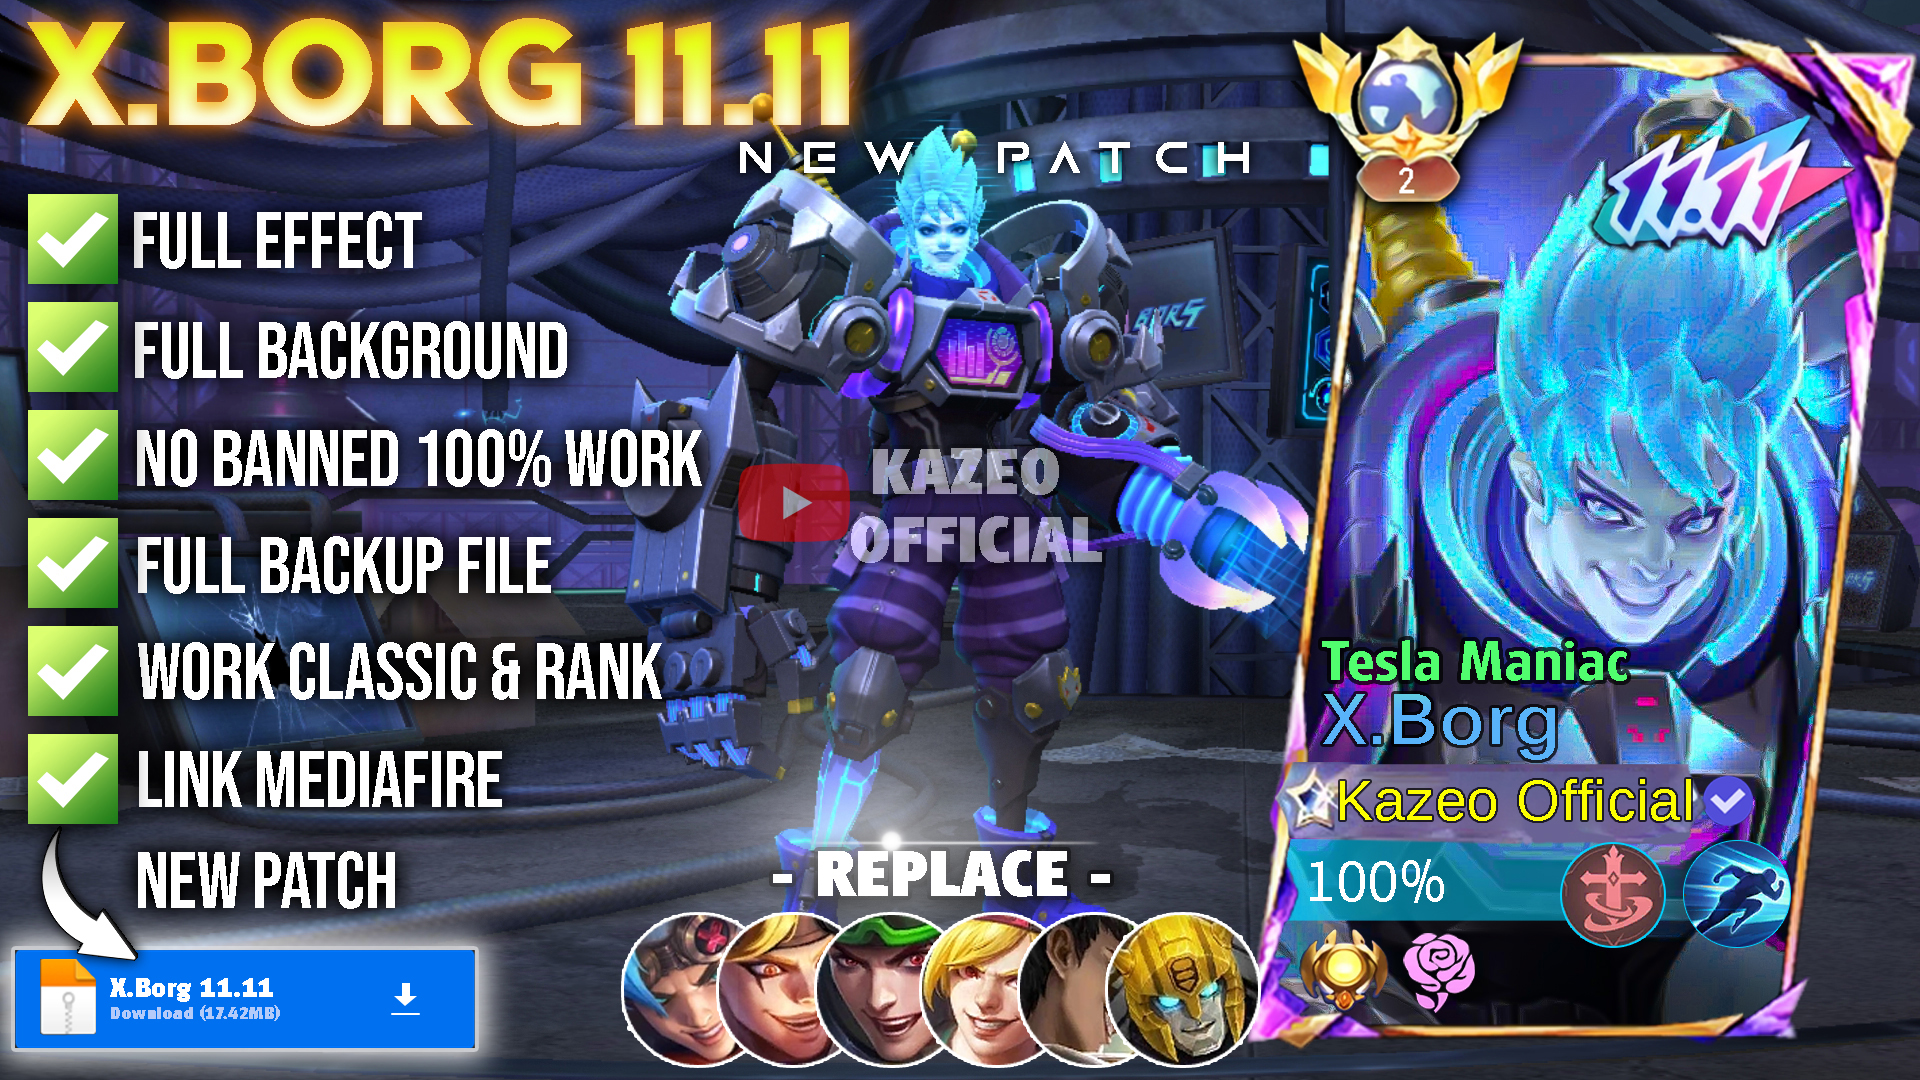 X.BORG 11.11
NEW PATCH
FULL EFFECT
FULL BACKGROUND
NO BANNED 100% WORK
FULL BACKUP FILE
WORK CLASSIC & RANK
LINK MEDIAFIRE
NEW PATCH
X.Borg 11.11
Download (17.42MB)
KAZEO
OFFICIAL
- REPLACE -
2
11.11
Tesla Maniac
X.Borg
Kazeo Official
100%